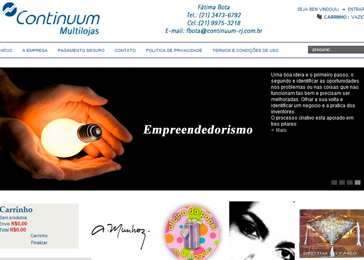 Continuum
Multilojas
Fátima Bota
Tel.: (21) 3473-6792
Cel.:(21) 9975-3218
E-mail: fbota@continuum-rj.com.br
SEJA BEM VINDO(A) ➔ ENTRAR
CARRINHO : VAZIO
INÍCIO A EMPRESA PAGAMENTO SEGURO CONTATO POLÍTICA DE PRIVACIDADE TERMOS E CONDIÇÕES DE USO
procurar...
Empreendedorismo
Uma boa ideia é o primeiro passo, o
segundo é identificar as oportunidades
nos problemas ou nas coisas que não
funcionam tão bem e precisam ser
melhoradas. Olhar a sua volta e
identificar um negócio e a prática dos
inventores.
O processo criativo esta apoiado em
tres pilares:
» Mais
Carrinho
Sem produtos
Envio R$0,00
Total R$0,00
Carrinho
Finalizar
A. Munhoz